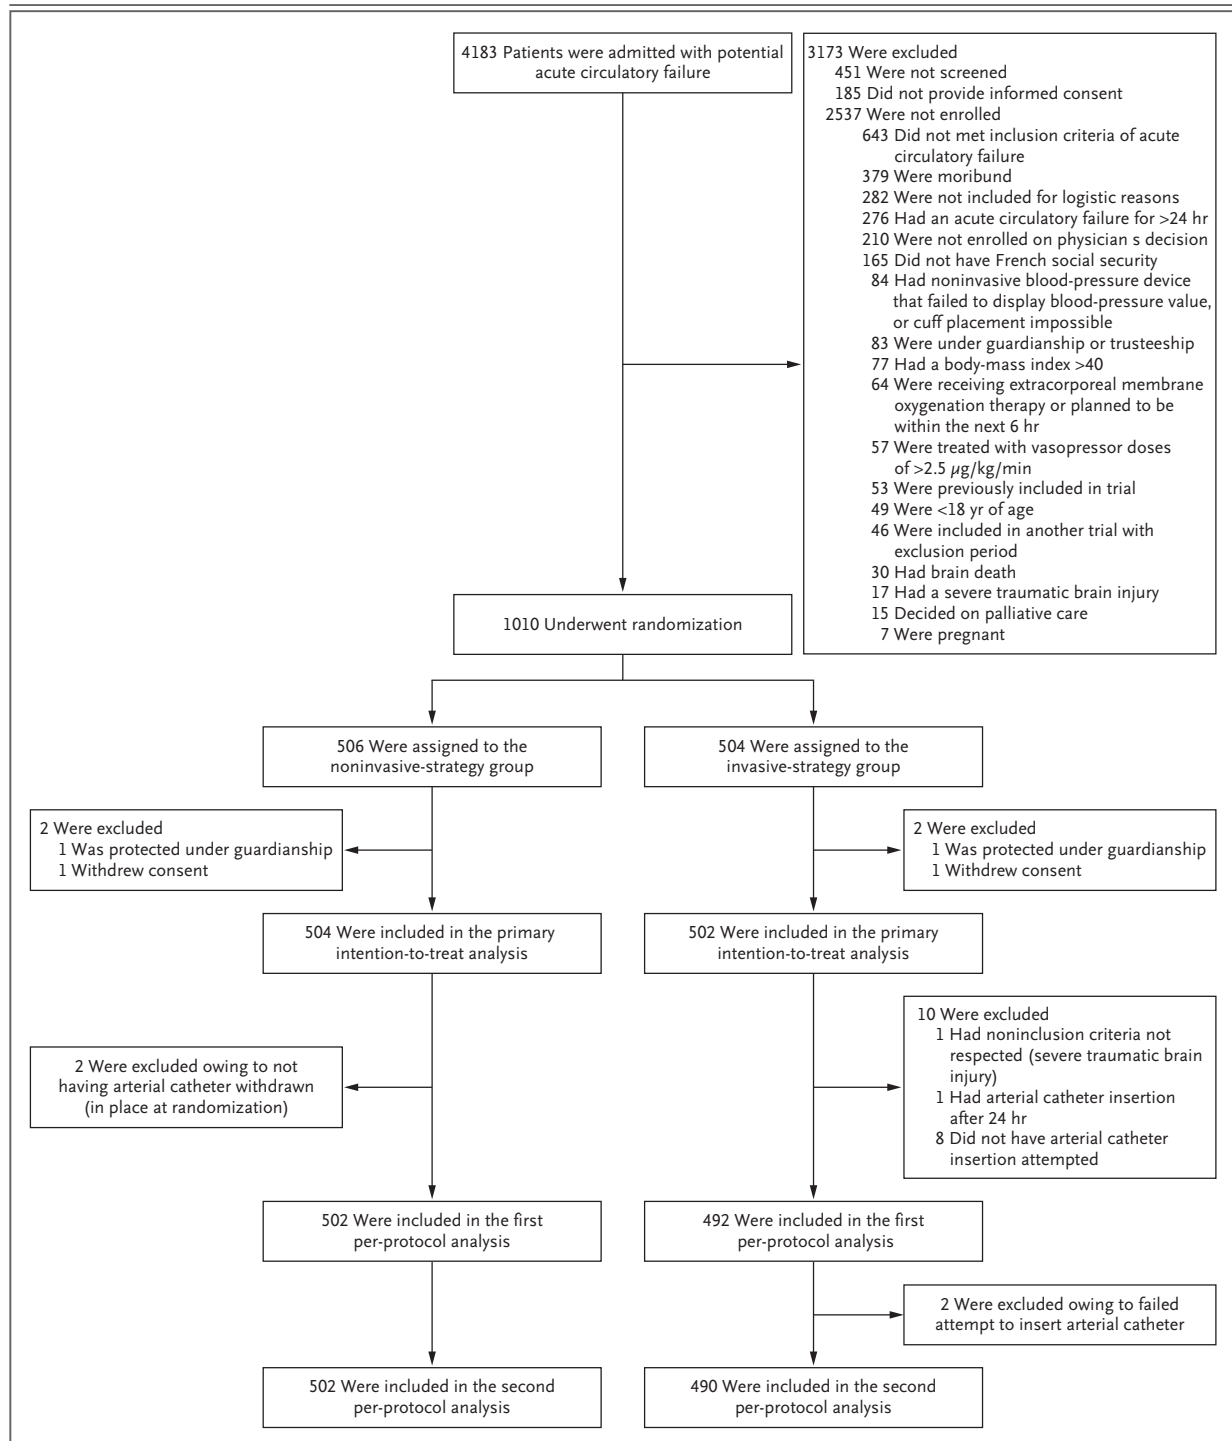 4183 Patients were admitted with potential
acute circulatory failure
3173 Were excluded
451 Were not screened
185 Did not provide informed consent
2537 Were not enrolled
643 Did not met inclusion criteria of acute
circulatory failure
379 Were moribund
282 Were not included for logistic reasons
276 Had an acute circulatory failure for >24 hr
210 Were not enrolled on physician s decision
165 Did not have French social security
84 Had noninvasive blood-pressure device
that failed to display blood-pressure value,
or cuff placement impossible
83 Were under guardianship or trusteeship
77 Had a body-mass index >40
64 Were receiving extracorporeal membrane
oxygenation therapy or planned to be
within the next 6 hr
57 Were treated with vasopressor doses
of >2.5 µg/kg/min
53 Were previously included in trial
49 Were <18 yr of age
46 Were included in another trial with
exclusion period
30 Had brain death
17 Had a severe traumatic brain injury
15 Decided on palliative care
7 Were pregnant
1010 Underwent randomization
506 Were assigned to the
noninvasive-strategy group
504 Were assigned to the
invasive-strategy group
2 Were excluded
1 Was protected under guardianship
1 Withdrew consent
2 Were excluded
1 Was protected under guardianship
1 Withdrew consent
504 Were included in the primary
intention-to-treat analysis
502 Were included in the primary
intention-to-treat analysis
2 Were excluded owing to not
having arterial catheter withdrawn
(in place at randomization)
10 Were excluded
1 Had noninclusion criteria not
respected (severe traumatic brain
injury)
1 Had arterial catheter insertion
after 24 hr
8 Did not have arterial catheter
insertion attempted
502 Were included in the first
per-protocol analysis
492 Were included in the first
per-protocol analysis
2 Were excluded owing to failed
attempt to insert arterial catheter
502 Were included in the second
per-protocol analysis
490 Were included in the second
per-protocol analysis